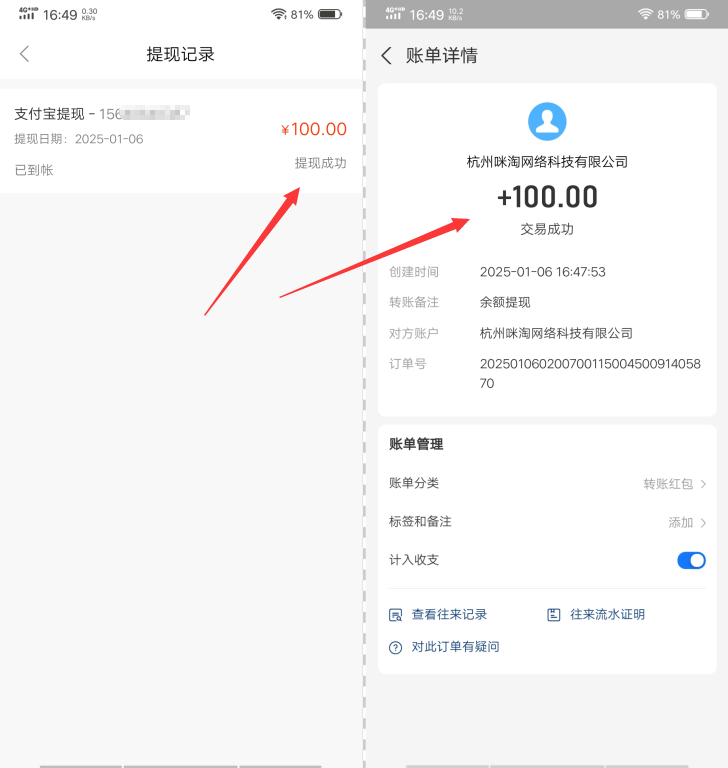 4G+HD 16:49 0.30 KB/s 81%
提现记录
支付宝提现 - 156
¥100.00
提现日期：2025-01-06
提现成功
已到帐
4G+HD 16:49 10.2 KB/s 81%
账单详情
杭州咪淘网络科技有限公司
+100.00
交易成功
创建时间 2025-01-06 16:47:53
转账备注 余额提现
对方账户 杭州咪淘网络科技有限公司
订单号 202501060200700115004500914058
70
账单管理
账单分类 转账红包
标签和备注 添加
计入收支
查看往来记录 往来流水证明
对此订单有疑问